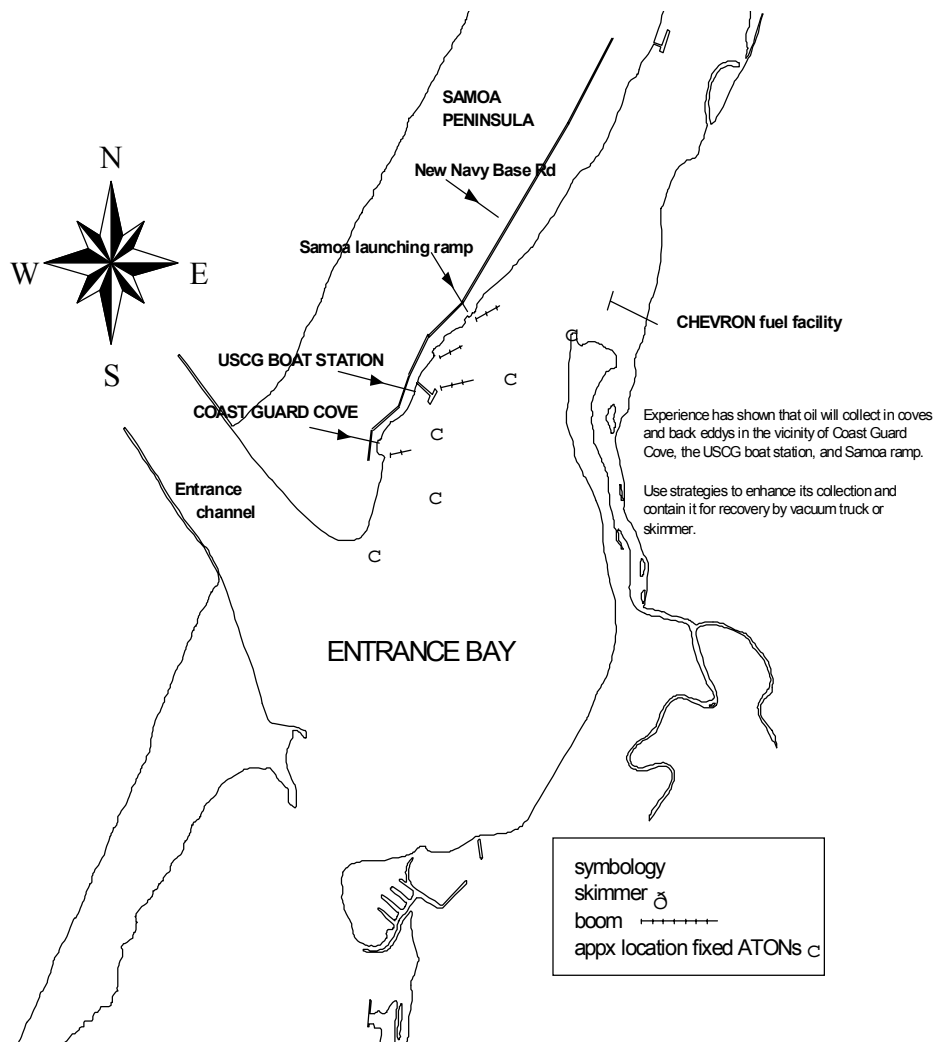 SAMOA
PENINSULA
New Navy Base Rd
N
W
E
S
Samoa launching ramp
CHEVRON fuel facility
USCG BOAT STATION
COAST GUARD COVE
Experience has shown that oil will collect in coves
and back eddys in the vicinity of Coast Guard
Cove, the USCG boat station, and Samoa ramp.
Use strategies to enhance its collection and
contain it for recovery by vacuum truck or
skimmer.
Entrance
channel
C
C
C
C
C
ENTRANCE BAY
symbology
skimmer ð
boom
appx location fixed ATONs C